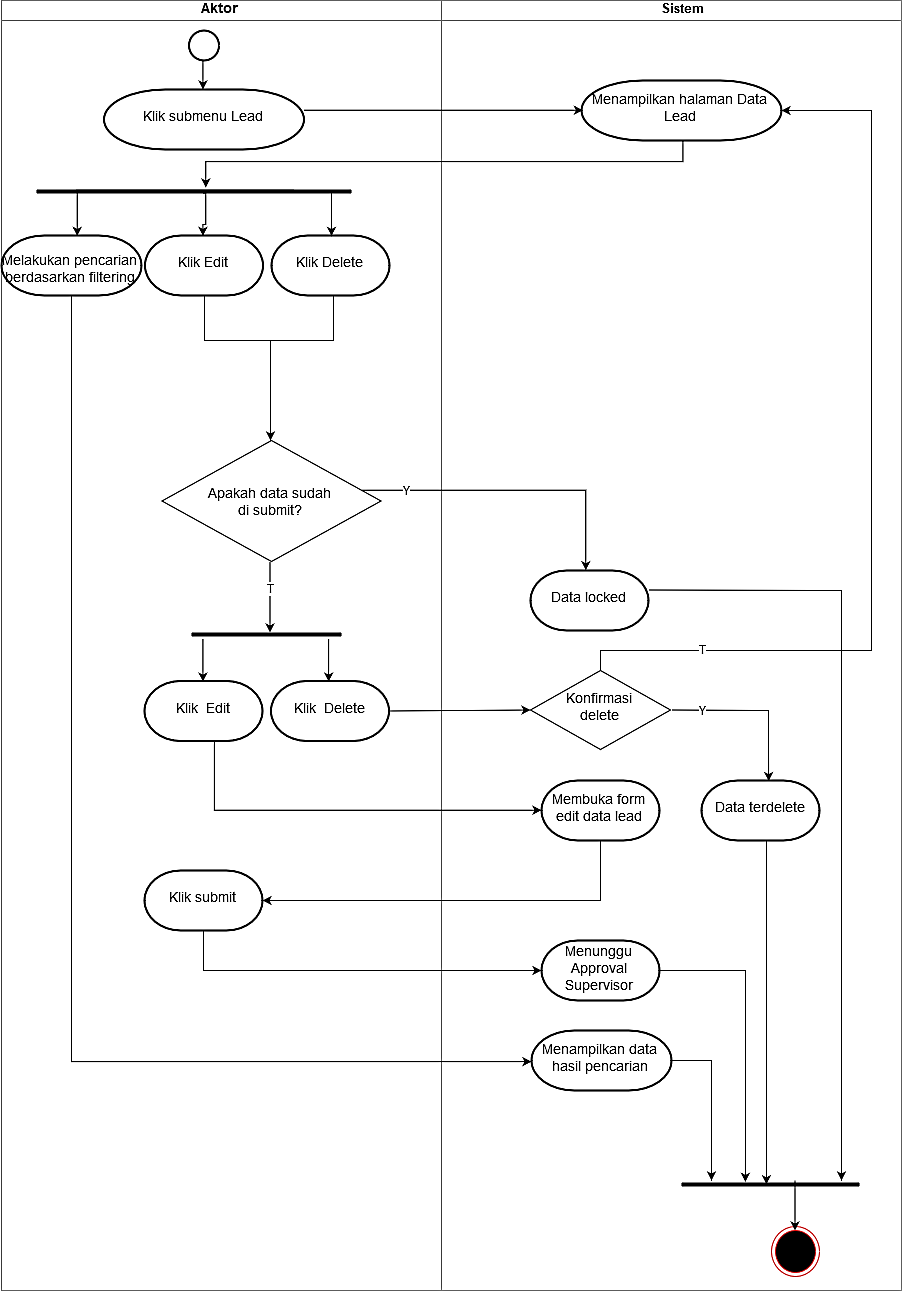 Aktor
Sistem
Klik submenu Lead
Menampilkan halaman Data
Lead
Melakukan pencarian
berdasarkan filtering
Klik Edit
Klik Delete
Apakah data sudah
di submit?
Y
T
Data locked
T
Klik  Edit
Klik  Delete
Konfirmasi
delete
Y
Membuka form
edit data lead
Data terdelete
Klik submit
Menunggu
Approval
Supervisor
Menampilkan data
hasil pencarian